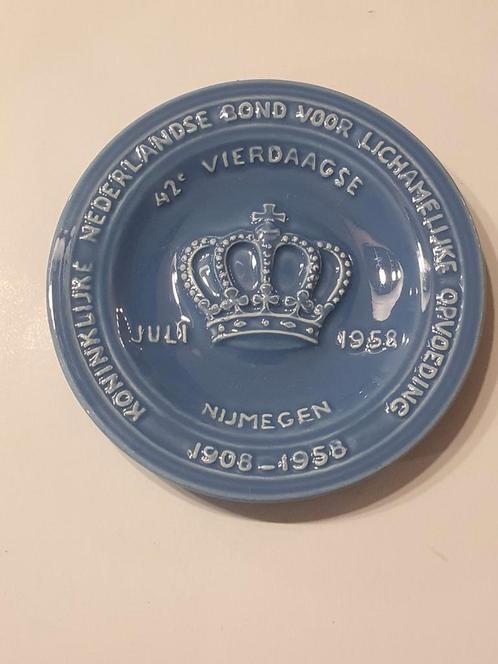 KONINKLIJKE NEDERLANDSE BOND VOOR LICHAMELIJKE OPVOEDING
42e VIERDAAGSE
JULI 1958
NIJMEGEN
1908-1958